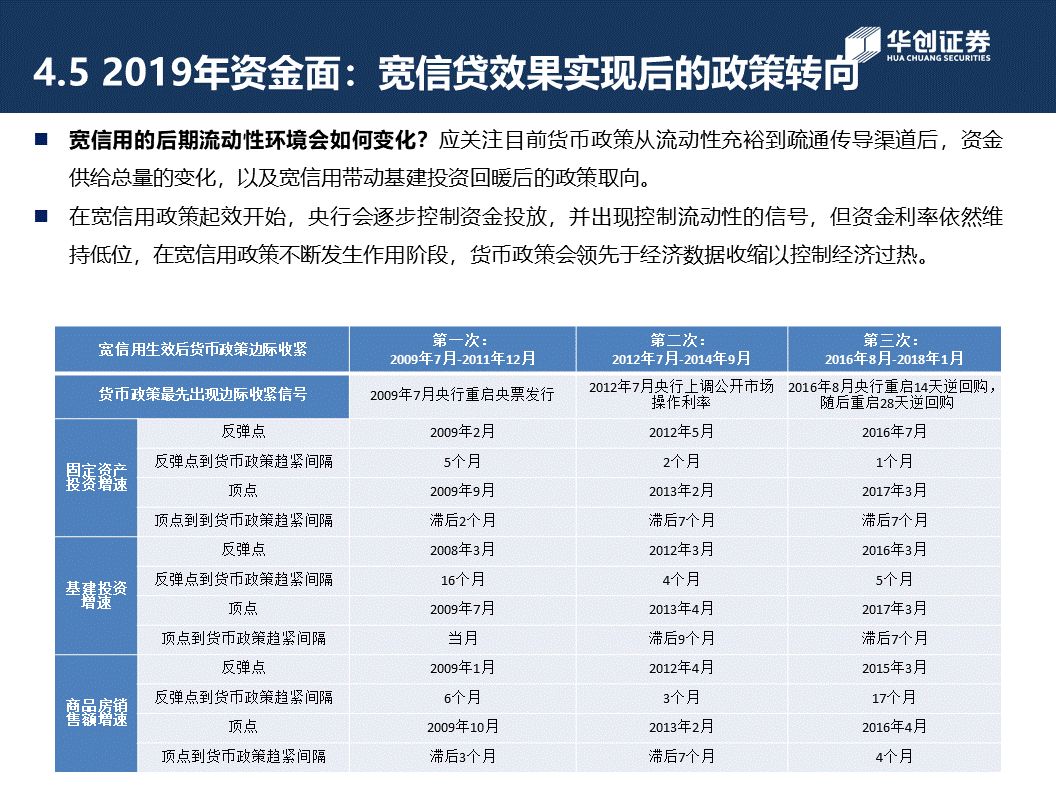 华创证券
HUA CHUANG SECURITIES
4.5 2019年资金面：宽信贷效果实现后的政策转向
宽信用的后期流动性环境会如何变化？应关注目前货币政策从流动性充裕到疏通传导渠道后，资金
供给总量的变化，以及宽信用带动基建投资回暖后的政策取向。
在宽信用政策起效开始，央行会逐步控制资金投放，并出现控制流动性的信号，但资金利率依然维
持低位，在宽信用政策不断发生作用阶段，货币政策会领先于经济数据收缩以控制经济过热。
宽信用生效后货币政策边际收紧
第一次：
2009年7月-2011年12月
第二次：
2012年7月-2014年9月
第三次：
2016年8月-2018年1月
货币政策最先出现边际收紧信号
2009年7月央行重启央票发行
2012年7月央行上调公开市场
操作利率
2016年8月央行重启14天逆回购，
随后重启28天逆回购
固定资产
投资增速
反弹点 2009年2月 2012年5月 2016年7月
反弹点到货币政策趋紧间隔 5个月 2个月 1个月
顶点 2009年9月 2013年2月 2017年3月
顶点到到货币政策趋紧间隔 滞后2个月 滞后7个月 滞后7个月
基建投资
增速
反弹点 2008年3月 2012年3月 2016年3月
反弹点到货币政策趋紧间隔 16个月 4个月 5个月
顶点 2009年7月 2013年4月 2017年3月
顶点到货币政策趋紧间隔 当月 滞后9个月 滞后7个月
商品房销
售额增速
反弹点 2009年1月 2012年4月 2015年3月
反弹点到货币政策趋紧间隔 6个月 3个月 17个月
顶点 2009年10月 2013年2月 2016年4月
顶点到货币政策趋紧间隔 滞后3个月 滞后7个月 4个月